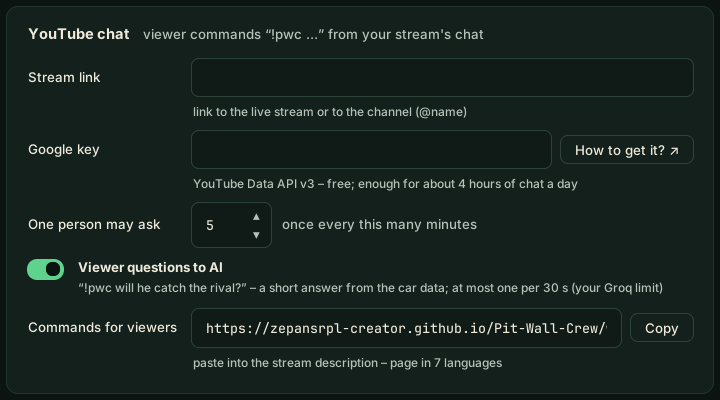 YouTube chat viewer commands “!pwc ...” from your stream's chat
Stream link
link to the live stream or to the channel (@name)
Google key How to get it? ↗
YouTube Data API v3 – free; enough for about 4 hours of chat a day
One person may ask 5 once every this many minutes
Viewer questions to AI
“!pwc will he catch the rival?” – a short answer from the car data; at most one per 30 s (your Groq limit)
Commands for viewers https://zepansrpl-creator.github.io/Pit-Wall-Crew/ Copy
paste into the stream description – page in 7 languages